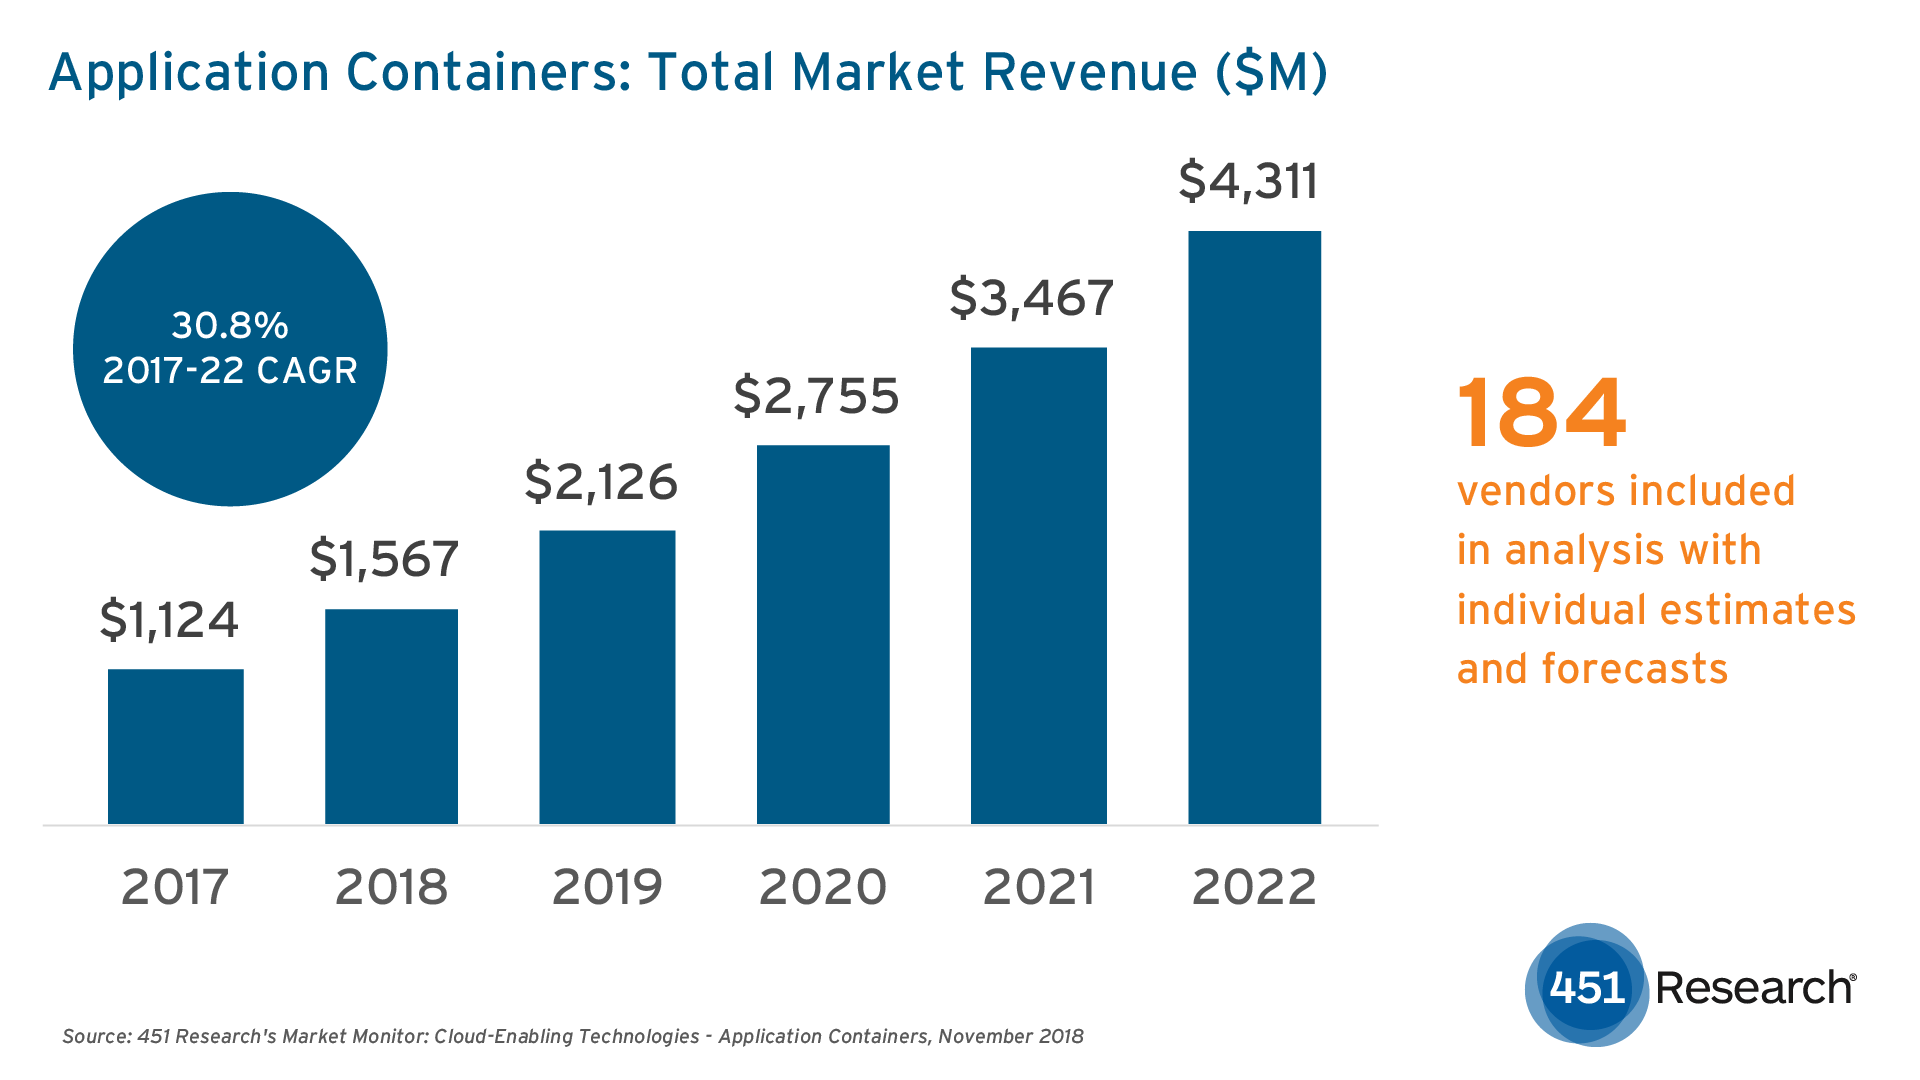 Application Containers: Total Market Revenue ($M)
30.8%
2017-22 CAGR
$1,124
$1,567
$2,126
$2,755
$3,467
$4,311
2017
2018
2019
2020
2021
2022
184
vendors included
in analysis with
individual estimates
and forecasts
451 Research®
Source: 451 Research's Market Monitor: Cloud-Enabling Technologies - Application Containers, November 2018